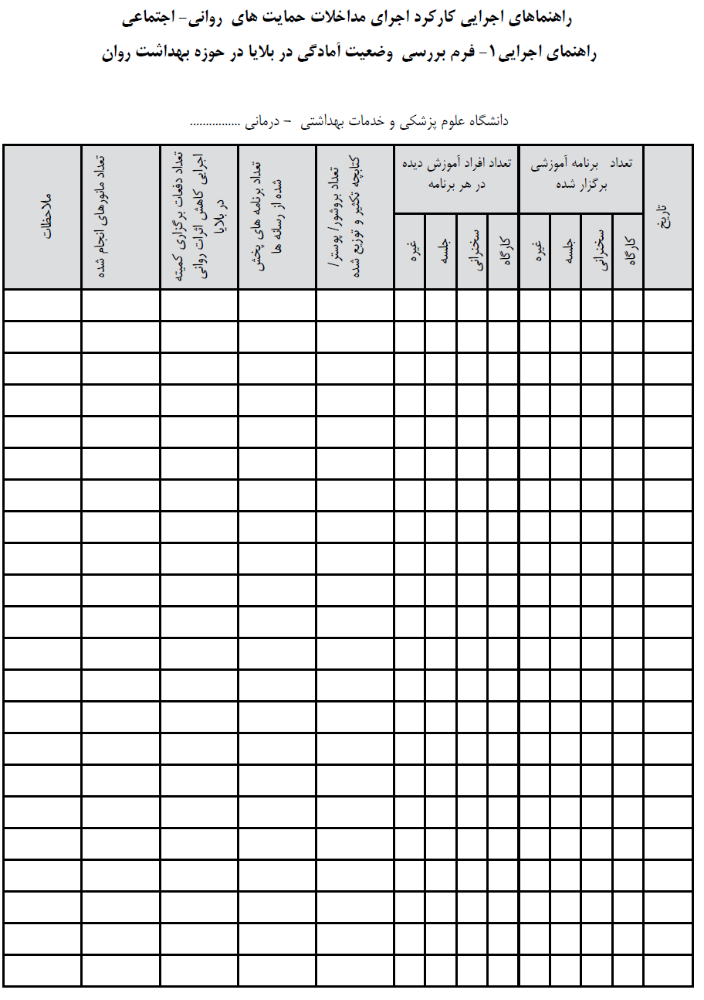 راهنماهای اجرایی کارکرد اجرای مداخلات حمایت های روانی- اجتماعی
راهنمای اجرایی۱- فرم بررسی وضعیت آمادگی در بلایا در حوزه بهداشت روان
دانشگاه علوم پزشکی و خدمات بهداشتی - درمانی ................
تاریخ
تعداد برنامه آموزشی
برگزار شده
کارگاه
سخنرانی
جلسه
غیره
تعداد افراد آموزش دیده
در هر برنامه
کارگاه
سخنرانی
جلسه
غیره
تعداد بروشور/ پوستر/
کتابچه تکثیر و توزیع شده
تعداد برنامه های پخش
شده از رسانه ها
تعداد دفعات برگزاری کمیته
اجرایی کاهش اثرات روانی
در بلایا
تعداد مانورهای انجام شده
ملاحظات